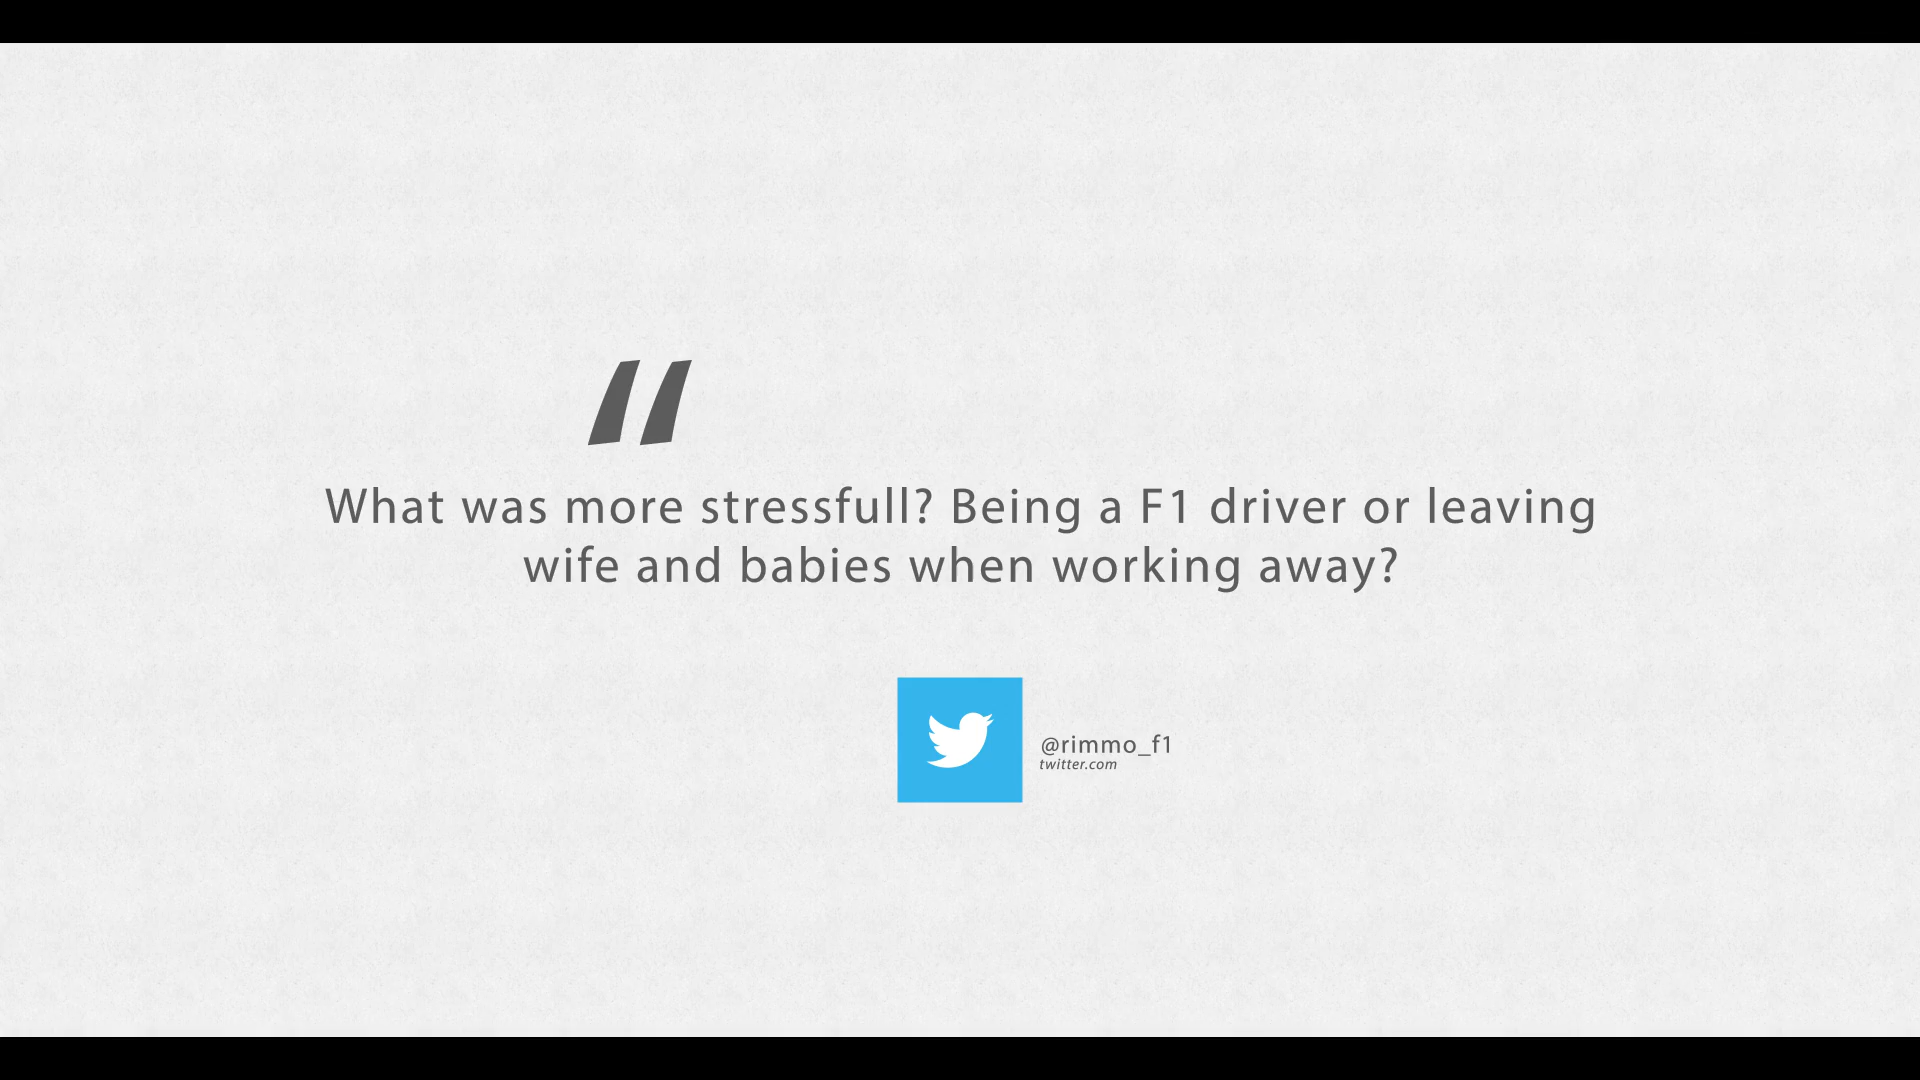 “
What was more stressfull? Being a F1 driver or leaving
wife and babies when working away?
@rimmo_f1
twitter.com